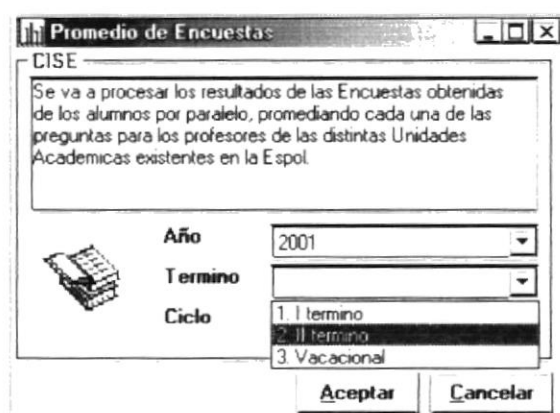 Promedio de Encuestas
CISE
Se va a procesar los resultados de las Encuestas obtenidas
de los alumnos por paralelo, promediando cada una de las
preguntas para los profesores de las distintas Unidades
Academicas existentes en la Espol.
Año 2001
Termino
Ciclo
1. I termino
2. II termino
3. Vacacional
Aceptar Cancelar